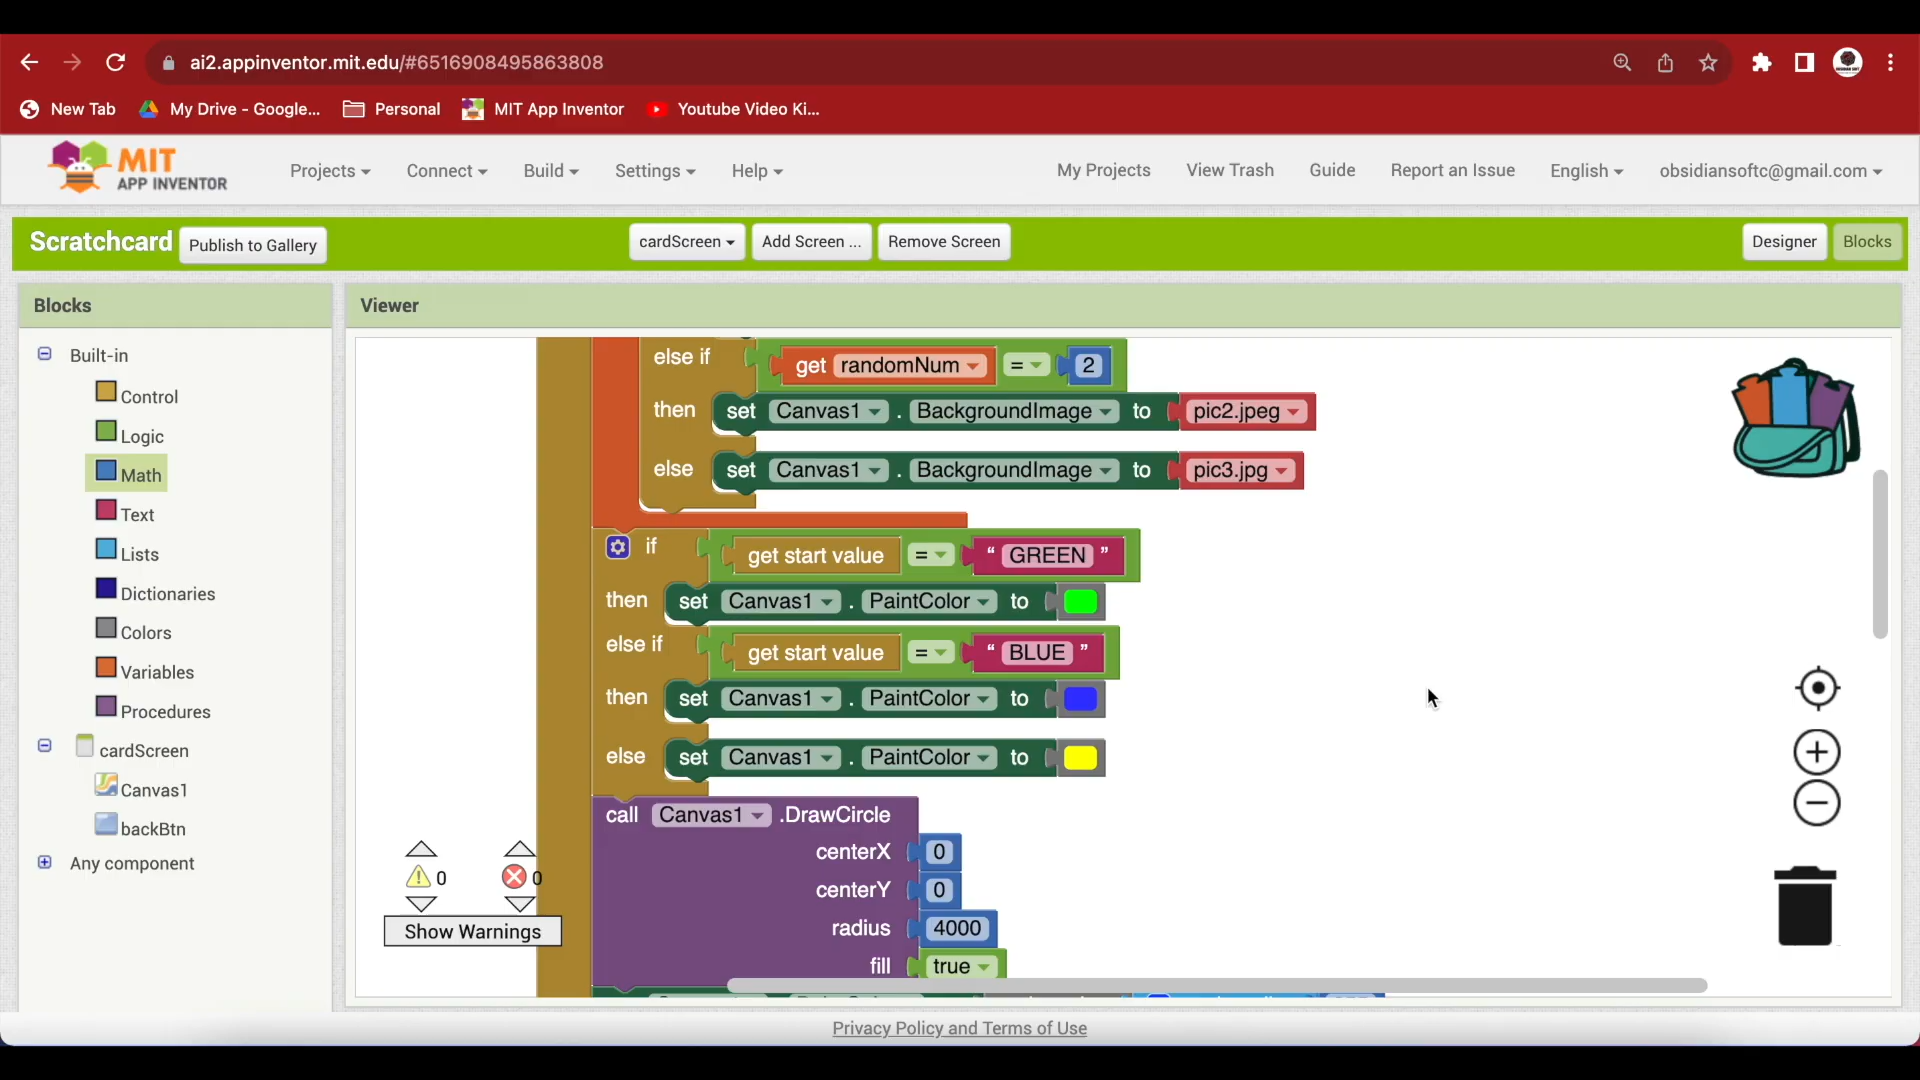 ai2.appinventor.mit.edu/#6516908495863808
New Tab
My Drive - Google...
Personal
MIT App Inventor
Youtube Video Ki...
MIT
APP INVENTOR
Projects
Connect
Build
Settings
Help
My Projects
View Trash
Guide
Report an Issue
English
obsidiansoftc@gmail.com
Scratchcard
Publish to Gallery
cardScreen
Add Screen ...
Remove Screen
Designer
Blocks
Blocks
Viewer
Built-in
Control
Logic
Math
Text
Lists
Dictionaries
Colors
Variables
Procedures
cardScreen
Canvas1
backBtn
Any component
else if get randomNum = 2
then set Canvas1 . BackgroundImage to pic2.jpeg
else set Canvas1 . BackgroundImage to pic3.jpg
if get start value = “ GREEN ”
then set Canvas1 . PaintColor to
else if get start value = “ BLUE ”
then set Canvas1 . PaintColor to
else set Canvas1 . PaintColor to
call Canvas1 .DrawCircle
centerX 0
centerY 0
radius 4000
fill true
0
0
Show Warnings
Privacy Policy and Terms of Use